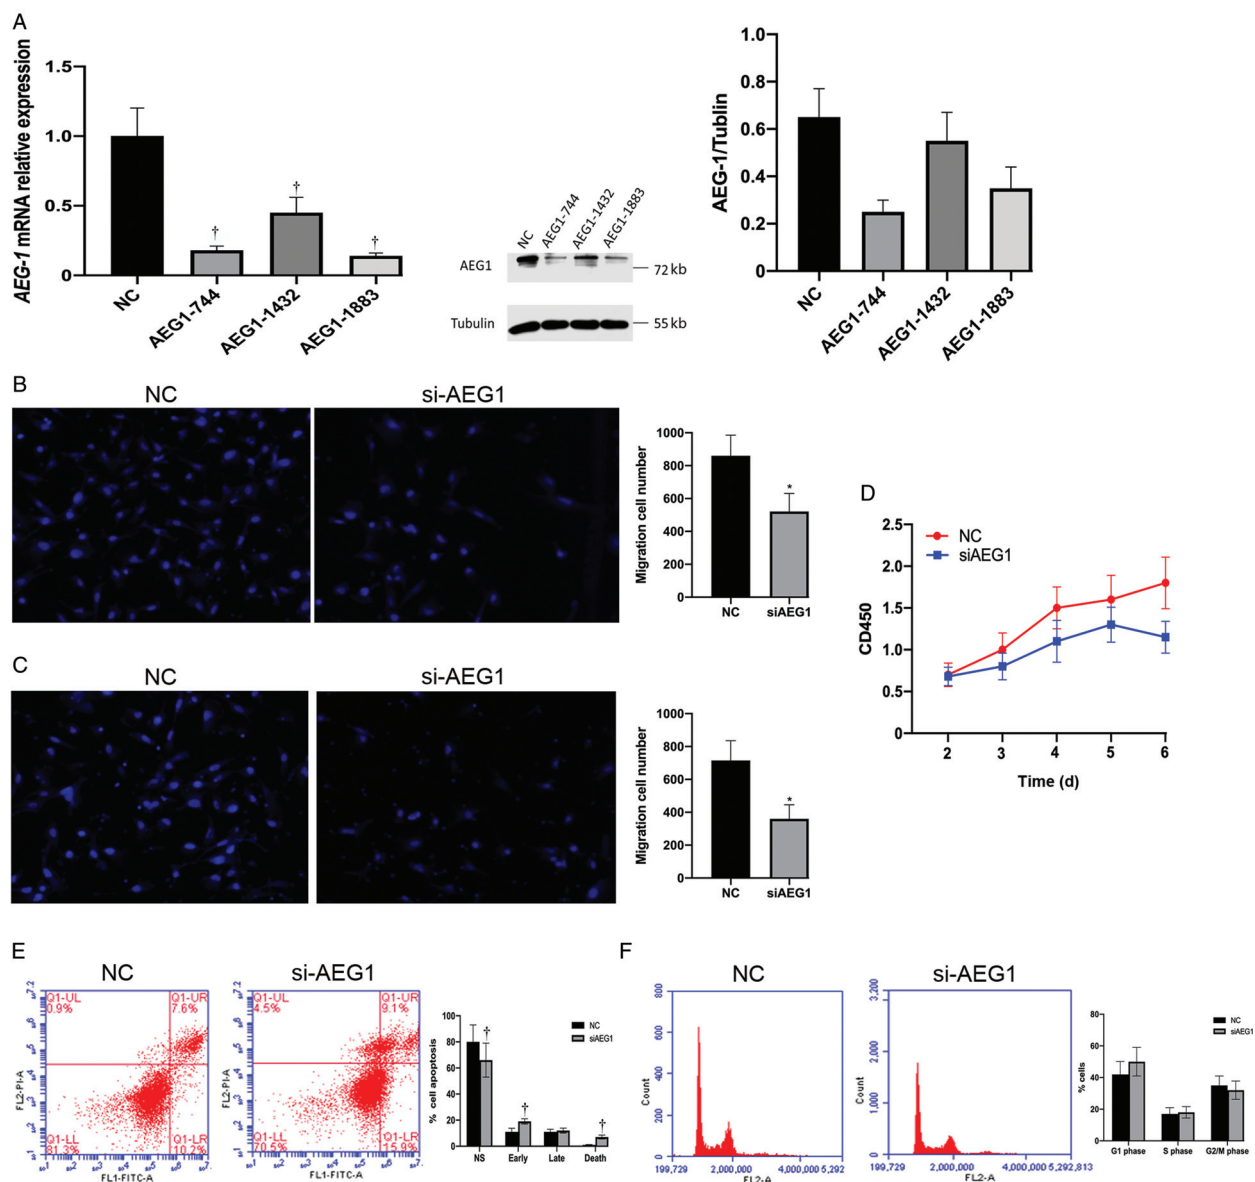 A
AEG-1 mRNA relative expression
1.5
1.0
0.5
0
†
†
†
NC
AEG1-744
AEG1-1432
AEG1-1883
NC
AEG1-744
AEG1-1432
AEG1-1883
AEG1
72 kb
Tubulin
55 kb
AEG-1/Tublin
1.0
0.8
0.6
0.4
0.2
0
NC
AEG1-744
AEG1-1432
AEG1-1883
B
NC
si-AEG1
Migration cell number
1000
800
600
400
200
0
*
NC
siAEG1
C
NC
si-AEG1
Migration cell number
1000
800
600
400
200
0
*
NC
siAEG1
D
NC
siAEG1
CD450
2.5
2.0
1.5
1.0
0.5
0
2
3
4
5
6
Time (d)
E
NC
Q1-UL
0.9%
Q1-UR
7.6%
Q1-LL
81.3%
Q1-LR
10.2%
FL2-PI-A
FL1-FITC-A
si-AEG1
Q1-UL
4.5%
Q1-UR
9.1%
Q1-LL
70.5%
Q1-LR
15.9%
FL2-PI-A
FL1-FITC-A
% cell apoptosis
100
80
60
40
20
0
NC
siAEG1
†
†
†
NS
Early
Late
Death
F
NC
Count
800
600
400
200
0
199,729
2,000,000
4,000,000 5,292
FL2-A
si-AEG1
Count
3,200
2,000
1,000
0
199,729
2,000,000
4,000,000 5,292,813
FL2-A
% cells
80
60
40
20
0
NC
siAEG1
G1 phase
S phase
G2/M phase